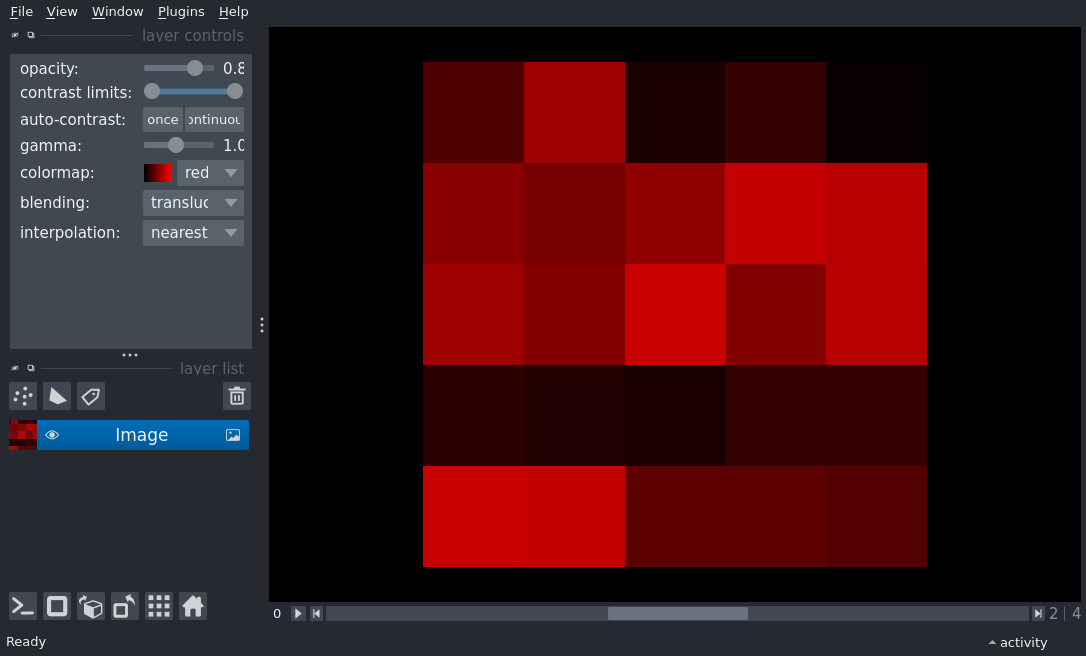 File View Window Plugins Help
layer controls
opacity: 0.8
contrast limits:
auto-contrast: once ontinuou
gamma: 1.0
colormap: red
blending: transluc
interpolation: nearest
layer list
Image
0 2 | 4
Ready activity